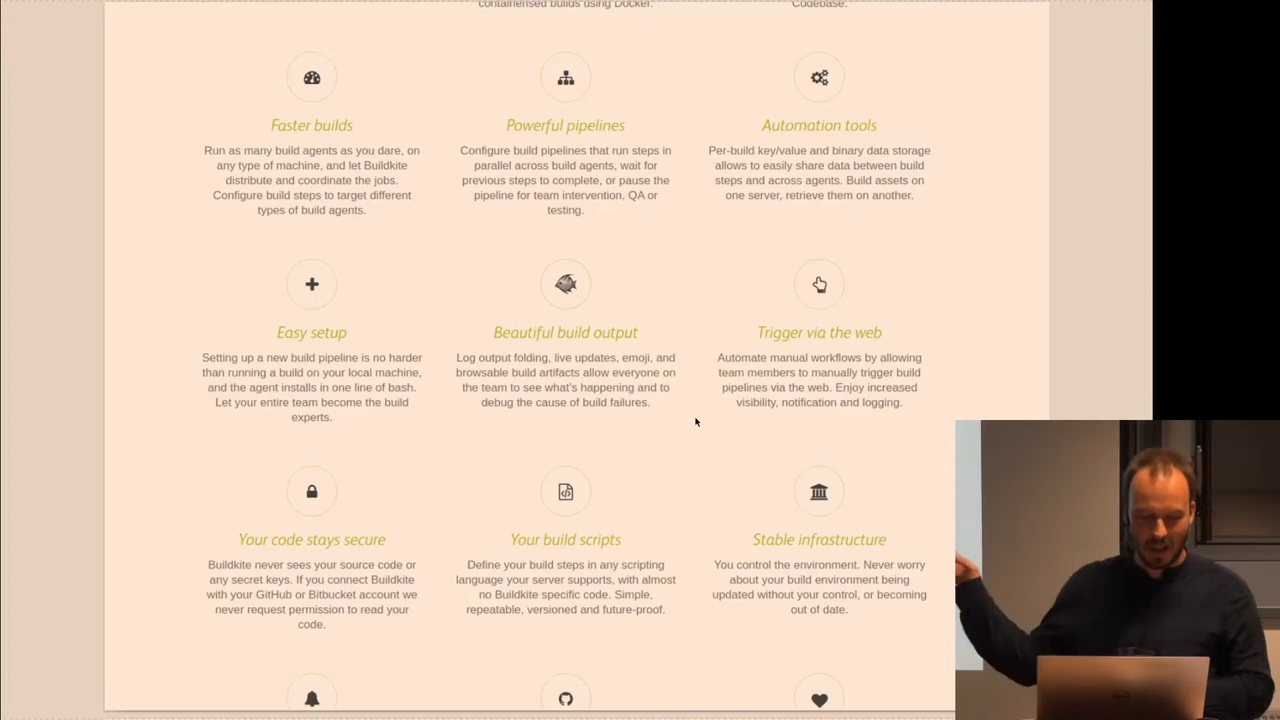 containerised builds using Docker.
Codebase.
Faster builds
Run as many build agents as you dare, on
any type of machine, and let Buildkite
distribute and coordinate the jobs.
Configure build steps to target different
types of build agents.
Powerful pipelines
Configure build pipelines that run steps in
parallel across build agents, wait for
previous steps to complete, or pause the
pipeline for team intervention, QA or
testing.
Automation tools
Per-build key/value and binary data storage
allows to easily share data between build
steps and across agents. Build assets on
one server, retrieve them on another.
Easy setup
Setting up a new build pipeline is no harder
than running a build on your local machine,
and the agent installs in one line of bash.
Let your entire team become the build
experts.
Beautiful build output
Log output folding, live updates, emoji, and
browsable build artifacts allow everyone on
the team to see what's happening and to
debug the cause of build failures.
Trigger via the web
Automate manual workflows by allowing
team members to manually trigger build
pipelines via the web. Enjoy increased
visibility, notification and logging.
Your code stays secure
Buildkite never sees your source code or
any secret keys. If you connect Buildkite
with your GitHub or Bitbucket account we
never request permission to read your
code.
Your build scripts
Define your build steps in any scripting
language your server supports, with almost
no Buildkite specific code. Simple,
repeatable, versioned and future-proof.
Stable infrastructure
You control the environment. Never worry
about your build environment being
updated without your control, or becoming
out of date.